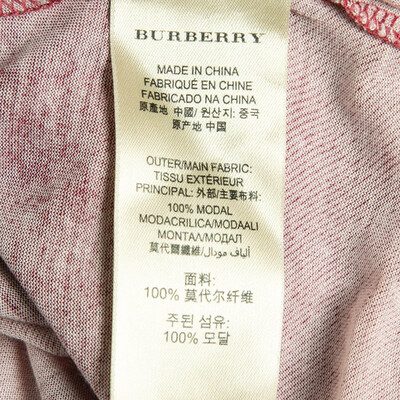 BURBERRY
MADE IN CHINA
FABRIQUÉ EN CHINE
FABRICADO NA CHINA
原產地 中國/ 원산지: 중국
原产地 中国
OUTER/MAIN FABRIC:
TISSU EXTÉRIEUR
PRINCIPAL: 外部/主要布料:
100% MODAL
MODACRILICA/MODAALI
MONTAΛ/МОДАЛ
莫代爾纖維/ألياف مودال
面料:
100% 莫代尔纤维
주된 섬유:
100% 모달